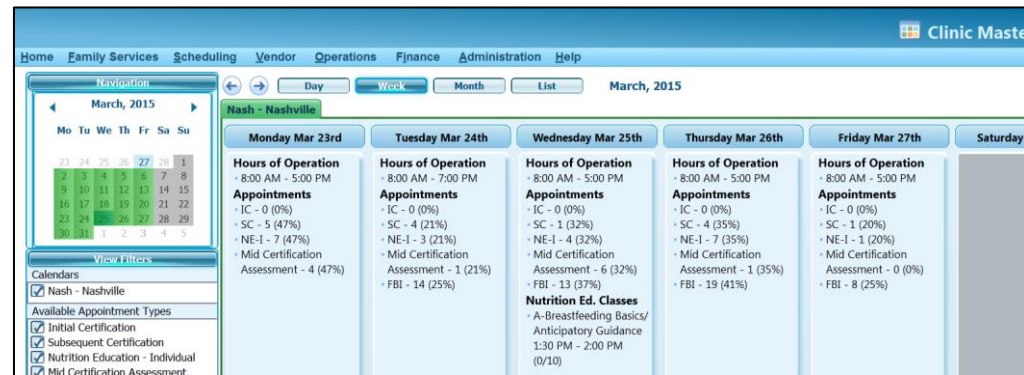 Clinic Maste
Home Family Services Scheduling Vendor Operations Finance Administration Help
Navigation
March, 2015
Mo Tu We Th Fr Sa Su
23 24 25 26 27 28 1
2 3 4 5 6 7 8
9 10 11 12 13 14 15
16 17 18 19 20 21 22
23 24 25 26 27 28 29
30 31 1 2 3 4 5
View Filters
Calendars
Nash - Nashville
Available Appointment Types
Initial Certification
Subsequent Certification
Nutrition Education - Individual
Mid Certification Assessment
Day Week Month List March, 2015
Nash - Nashville
Monday Mar 23rd
Hours of Operation
8:00 AM - 5:00 PM
Appointments
IC - 0 (0%)
SC - 5 (47%)
NE-I - 7 (47%)
Mid Certification
Assessment - 4 (47%)
Tuesday Mar 24th
Hours of Operation
8:00 AM - 7:00 PM
Appointments
IC - 0 (0%)
SC - 4 (21%)
NE-I - 3 (21%)
Mid Certification
Assessment - 1 (21%)
FBI - 14 (25%)
Wednesday Mar 25th
Hours of Operation
8:00 AM - 5:00 PM
Appointments
IC - 0 (0%)
SC - 1 (32%)
NE-I - 4 (32%)
Mid Certification
Assessment - 6 (32%)
FBI - 13 (37%)
Nutrition Ed. Classes
A-Breastfeeding Basics/
Anticipatory Guidance
1:30 PM - 2:00 PM
(0/10)
Thursday Mar 26th
Hours of Operation
8:00 AM - 5:00 PM
Appointments
IC - 0 (0%)
SC - 4 (35%)
NE-I - 7 (35%)
Mid Certification
Assessment - 1 (35%)
FBI - 19 (41%)
Friday Mar 27th
Hours of Operation
8:00 AM - 5:00 PM
Appointments
IC - 0 (0%)
SC - 1 (20%)
NE-I - 1 (20%)
Mid Certification
Assessment - 0 (0%)
FBI - 8 (25%)
Saturday